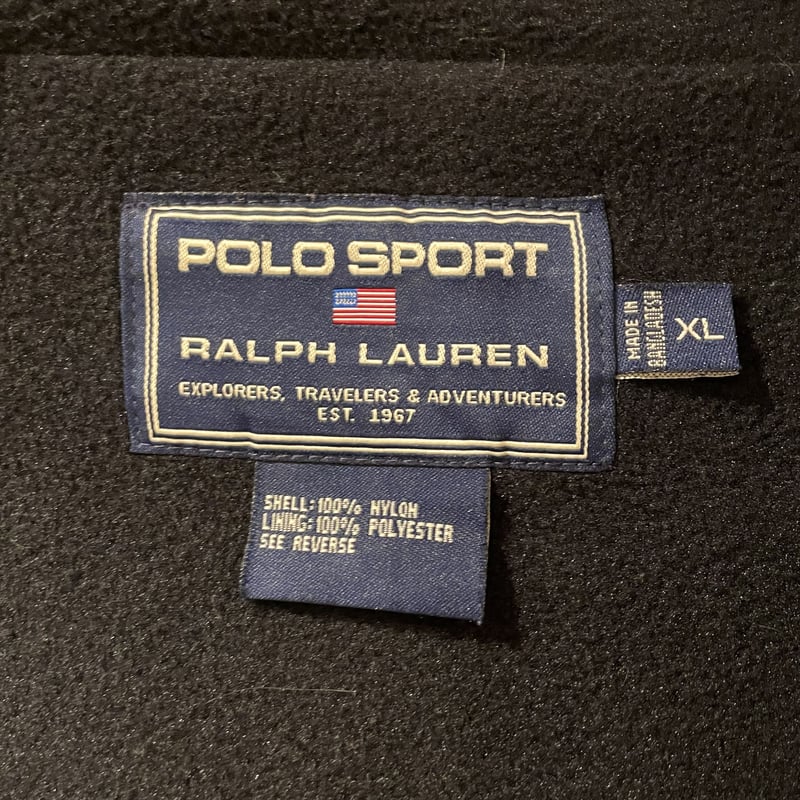 POLO SPORT
RALPH LAUREN
EXPLORERS, TRAVELERS & ADVENTURERS
EST. 1967
MADE IN
BANGLADESH
XL
SHELL: 100% NYLON
LINING: 100% POLYESTER
SEE REVERSE